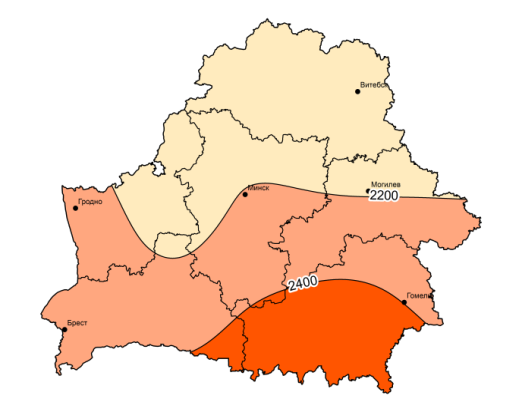 Витебск
Минск
Могилев
2200
Гродно
2400
Гомель
Брест